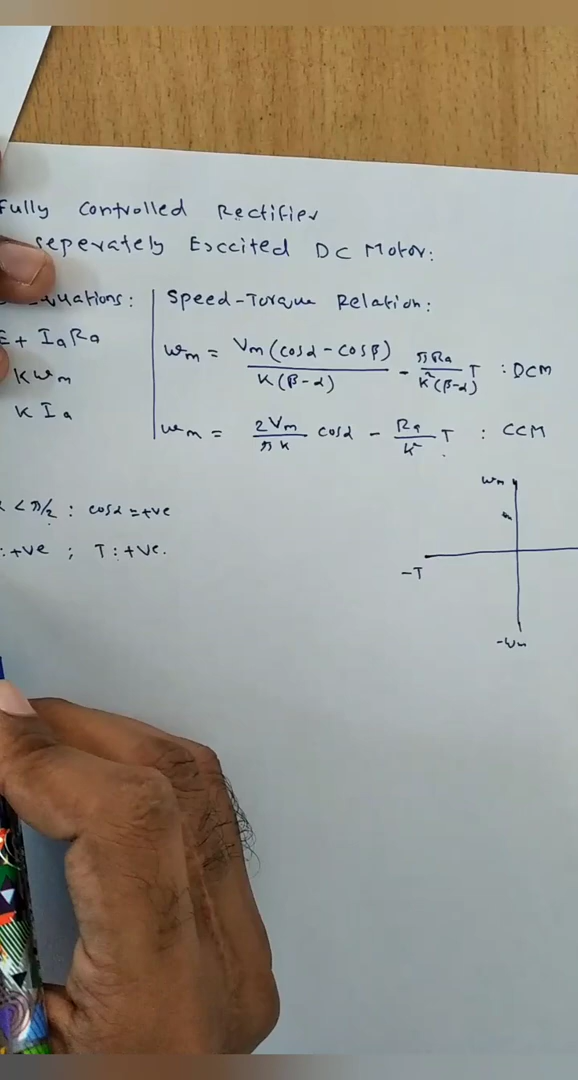 Fully Controlled Rectifier
seperately Excited DC Motor:
quations: Speed-Torque Relation:
E + IaRa
ωm = Vm(cosα - cosβ) / K(β-α) - πRa / K²(β-α) T : DCM
Kωm
K Ia
ωm = 2Vm / πK cosα - Ra / K² T : CCM
α < π/2 : cosα = +ve
: +ve ; T : +ve.
ωm
-T
-ωm